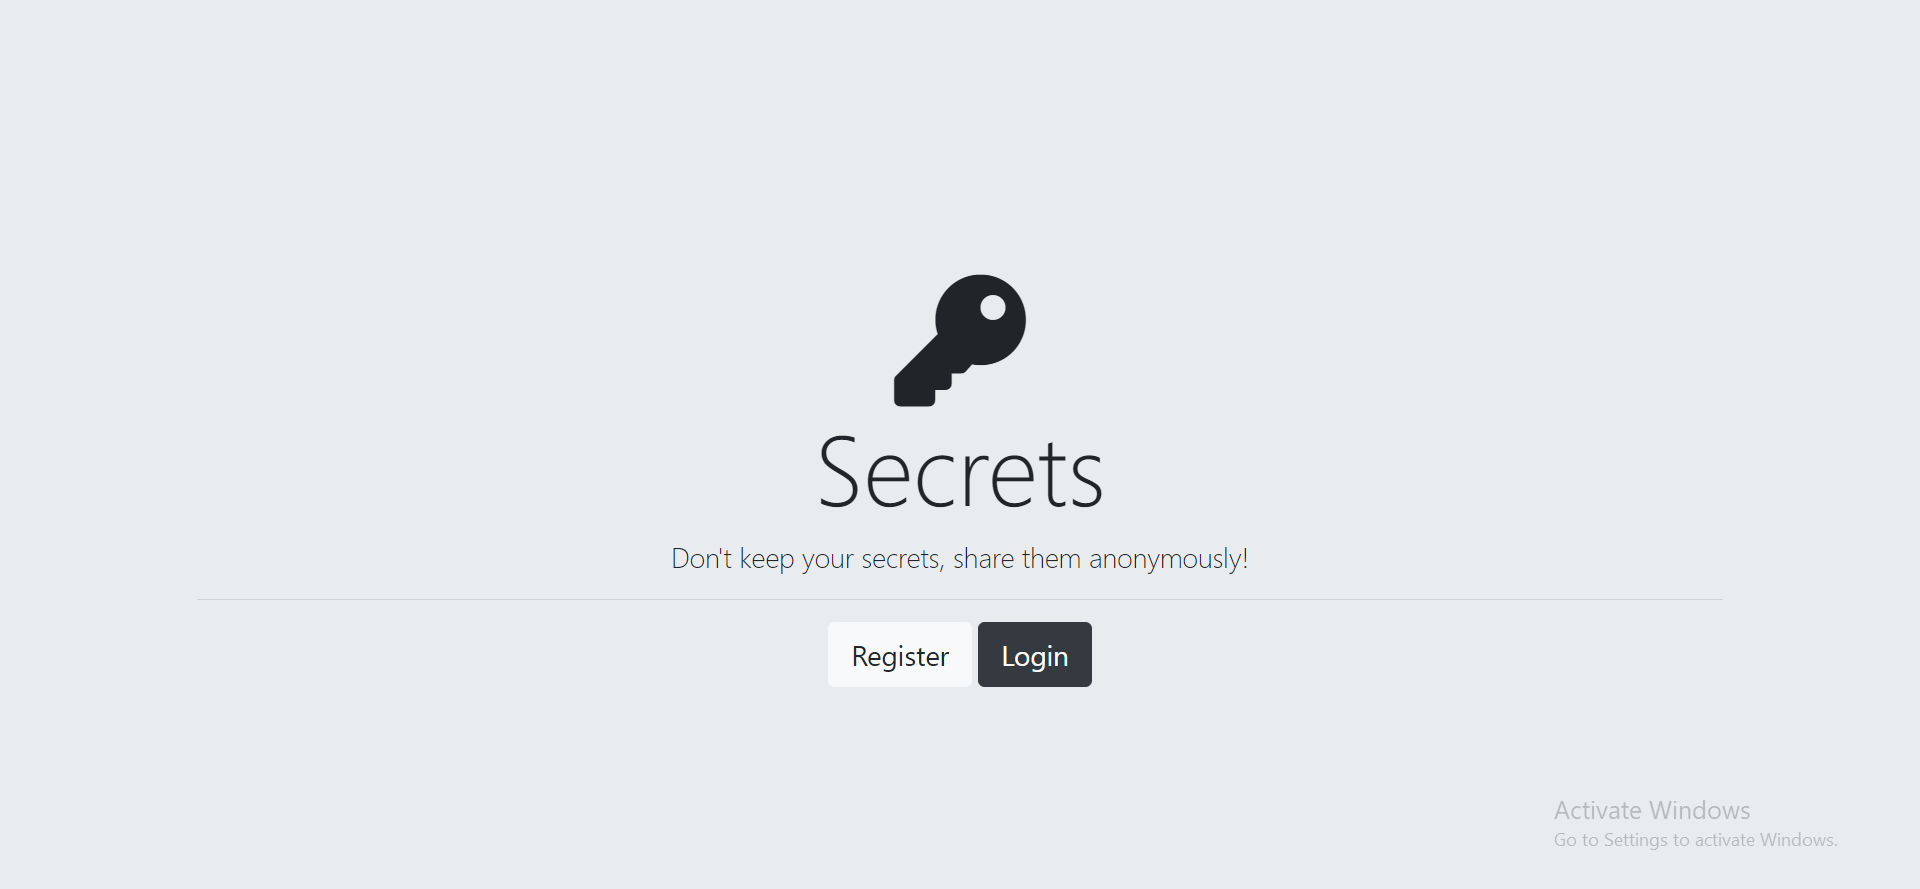 Secrets
Don't keep your secrets, share them anonymously!
Register Login
Activate Windows
Go to Settings to activate Windows.